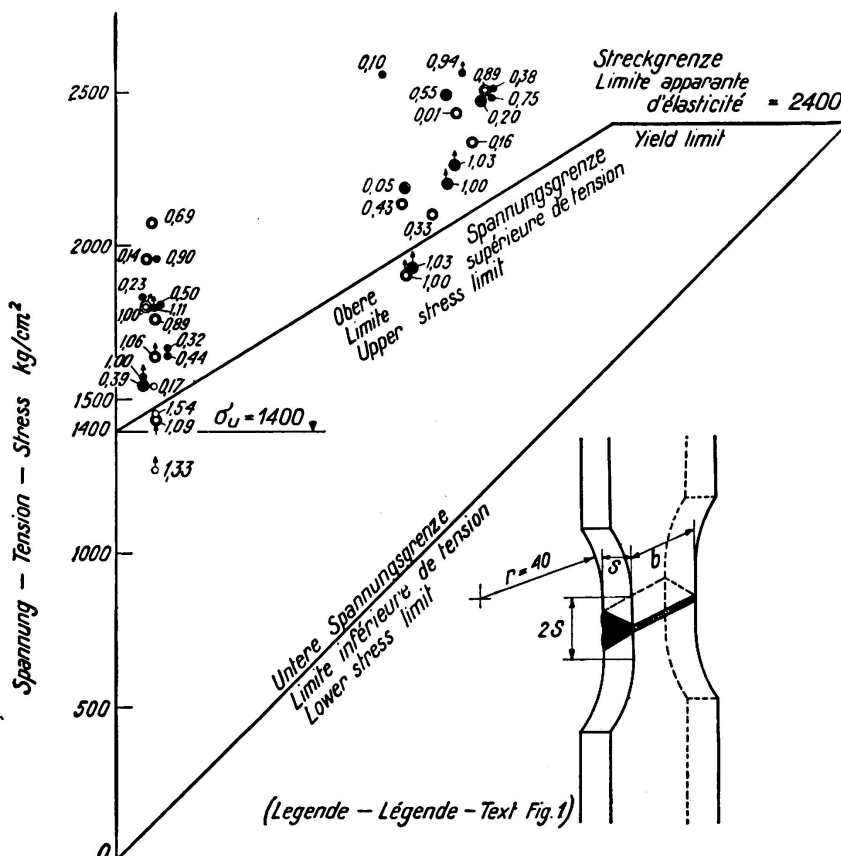 Spannung – Tension – Stress kg/cm²
2500
2000
1500
1400
1000
500
0
0,10
0,94
0,89
0,38
0,55
0,75
0,01
0,20
0,16
1,03
1,00
0,05
0,43
0,33
1,03
1,00
0,69
0,14
0,90
0,23
0,50
1,00
1,11
0,89
1,06
0,32
0,44
1,00
0,39
0,17
1,54
1,09
1,33
σu = 1400
Streckgrenze
Limite apparante
d'élasticité = 2400
Yield limit
Obere Spannungsgrenze
Limite supérieure de tension
Upper stress limit
Untere Spannungsgrenze
Limite inférieure de tension
Lower stress limit
r = 40
s
b
2s
(Legende – Légende – Text Fig. 1)